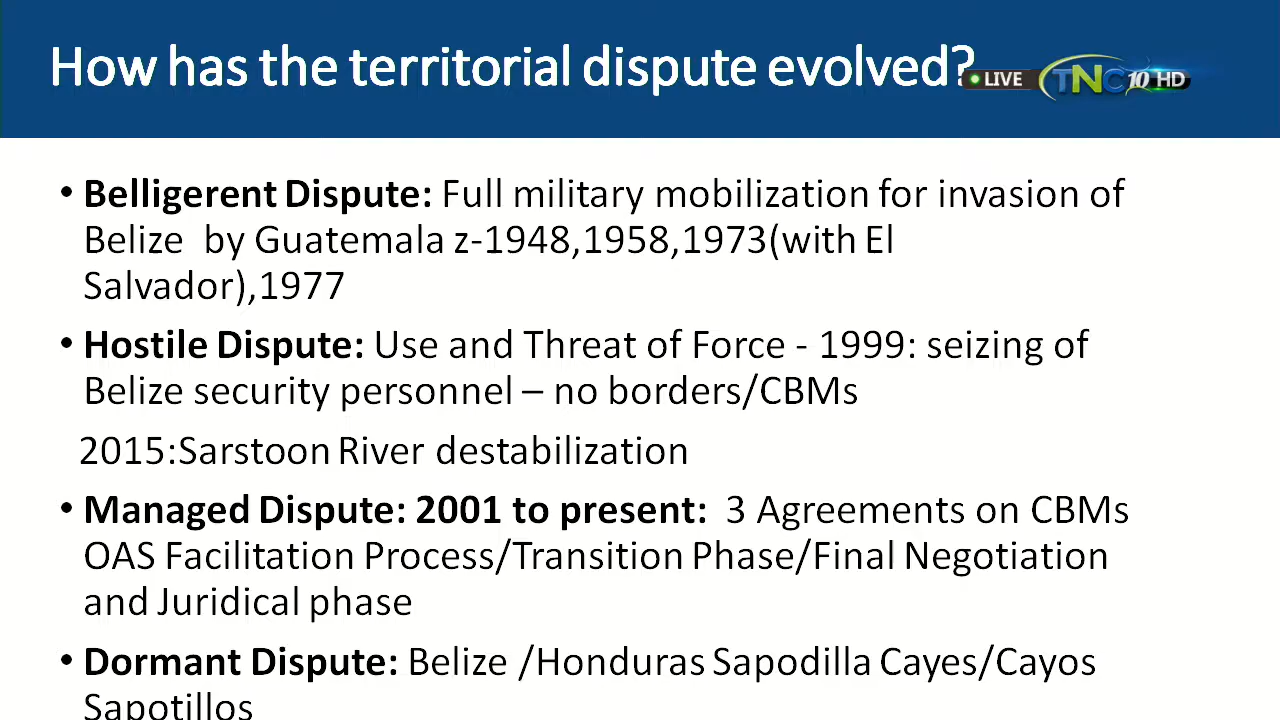 How has the territorial dispute evolved?
LIVE TNC 10 HD
• Belligerent Dispute: Full military mobilization for invasion of
Belize by Guatemala z-1948,1958,1973(with El
Salvador),1977
• Hostile Dispute: Use and Threat of Force - 1999: seizing of
Belize security personnel – no borders/CBMs
2015:Sarstoon River destabilization
• Managed Dispute: 2001 to present: 3 Agreements on CBMs
OAS Facilitation Process/Transition Phase/Final Negotiation
and Juridical phase
• Dormant Dispute: Belize /Honduras Sapodilla Cayes/Cayos
Sapotillos